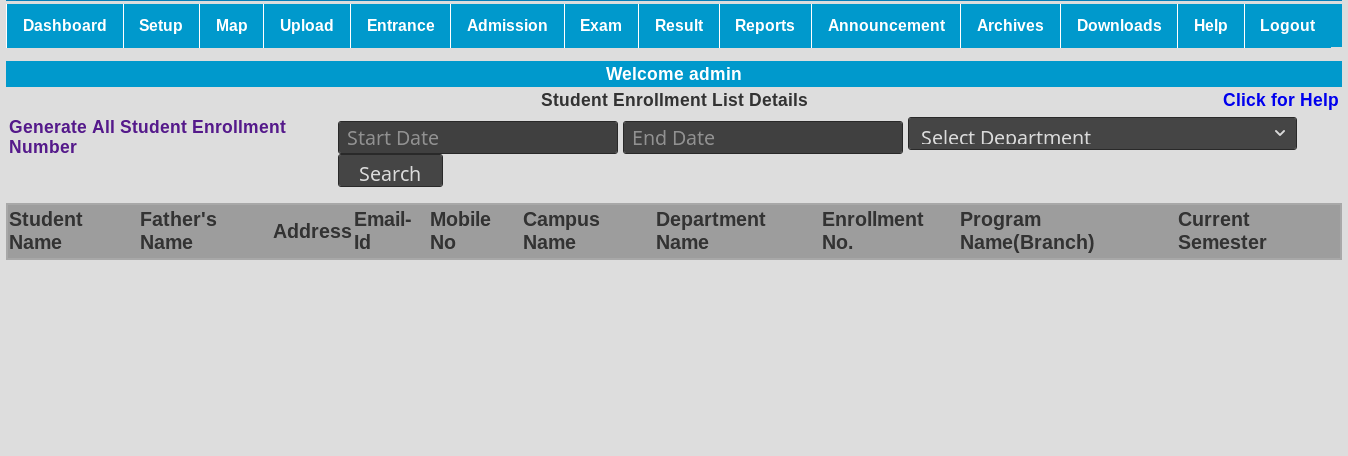 Dashboard Setup Map Upload Entrance Admission Exam Result Reports Announcement Archives Downloads Help Logout
Welcome admin
Student Enrollment List Details Click for Help
Generate All Student Enrollment Number
Start Date End Date Select Department
Search
Student Name Father's Name Address Email-Id Mobile No Campus Name Department Name Enrollment No. Program Name(Branch) Current Semester